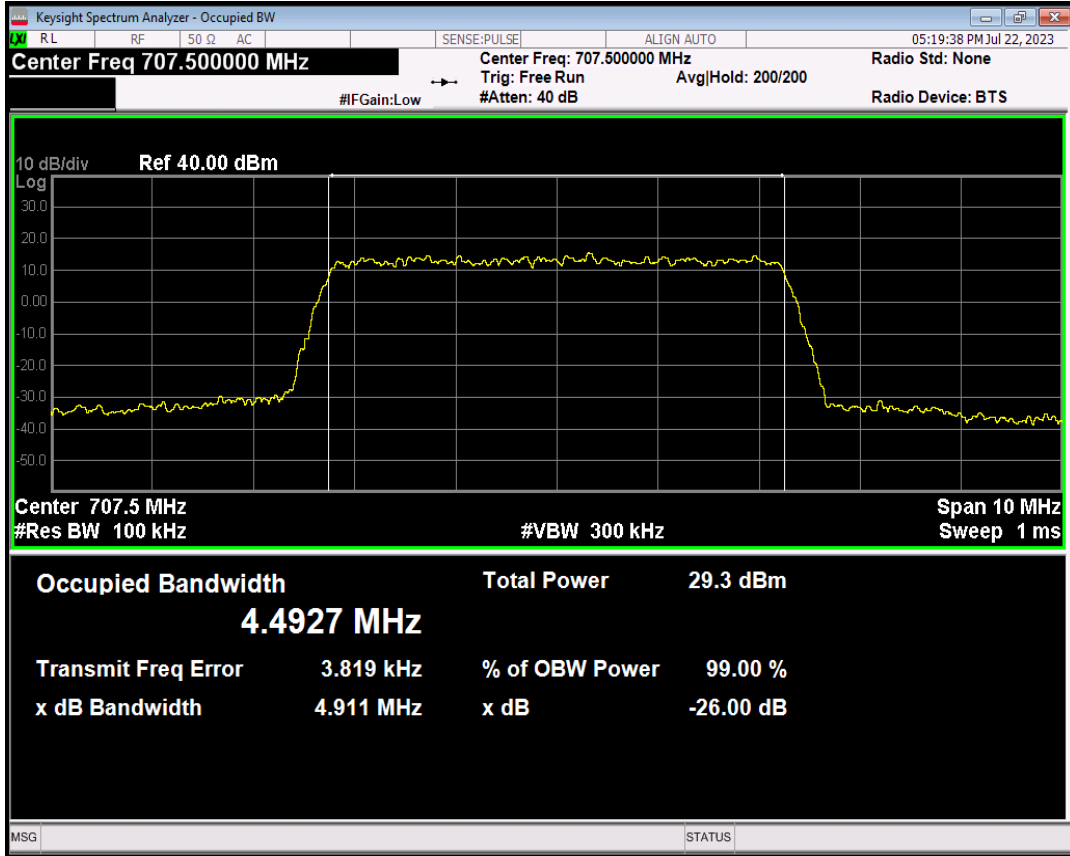 Keysight Spectrum Analyzer - Occupied BW
LXI RL RF 50 Ω AC SENSE:PULSE ALIGN AUTO 05:19:38 PM Jul 22, 2023
Center Freq 707.500000 MHz Center Freq: 707.500000 MHz Radio Std: None
Trig: Free Run Avg|Hold: 200/200
#IFGain:Low #Atten: 40 dB Radio Device: BTS
10 dB/div Ref 40.00 dBm
Log
30.0
20.0
10.0
0.00
-10.0
-20.0
-30.0
-40.0
-50.0
Center 707.5 MHz Span 10 MHz
#Res BW 100 kHz #VBW 300 kHz Sweep 1 ms
Occupied Bandwidth Total Power 29.3 dBm
4.4927 MHz
Transmit Freq Error 3.819 kHz % of OBW Power 99.00 %
x dB Bandwidth 4.911 MHz x dB -26.00 dB
MSG STATUS